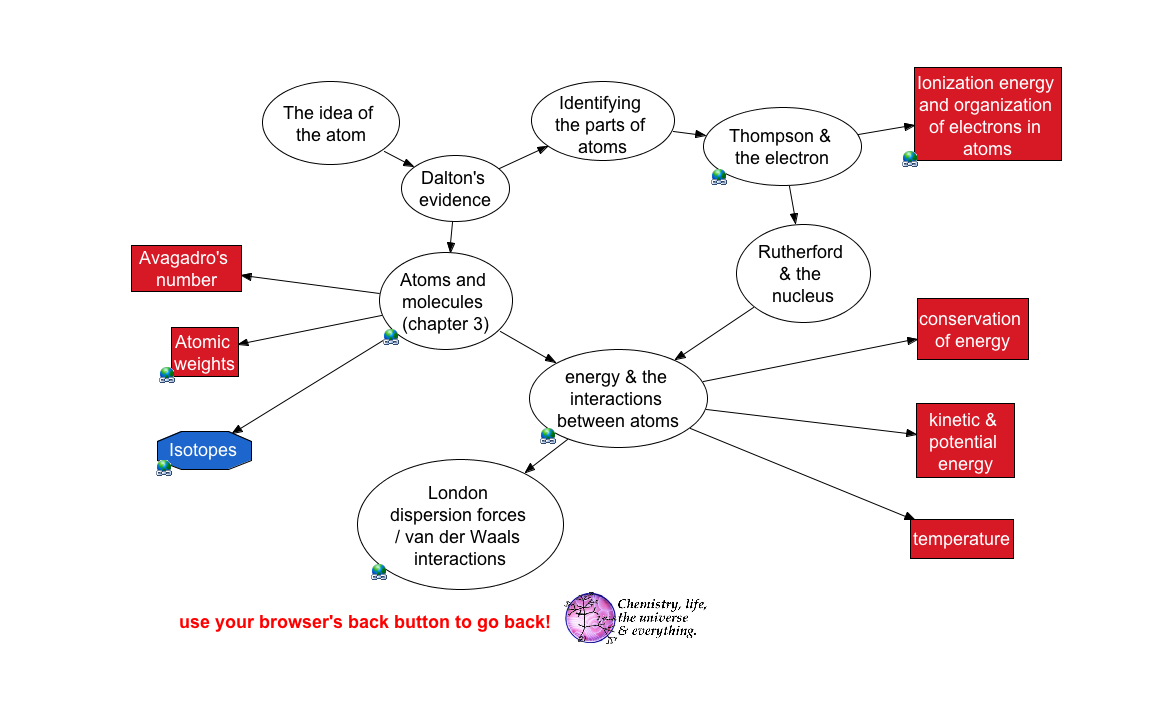 The idea of
the atom
Identifying
the parts of
atoms
Thompson &
the electron
Ionization energy
and organization
of electrons in
atoms
Dalton's
evidence
Rutherford
& the
nucleus
Avagadro's
number
Atoms and
molecules
(chapter 3)
Atomic
weights
conservation
of energy
energy & the
interactions
between atoms
kinetic &
potential
energy
Isotopes
London
dispersion forces
/ van der Waals
interactions
temperature
use your browser's back button to go back!
Chemistry, life,
the universe
& everything.